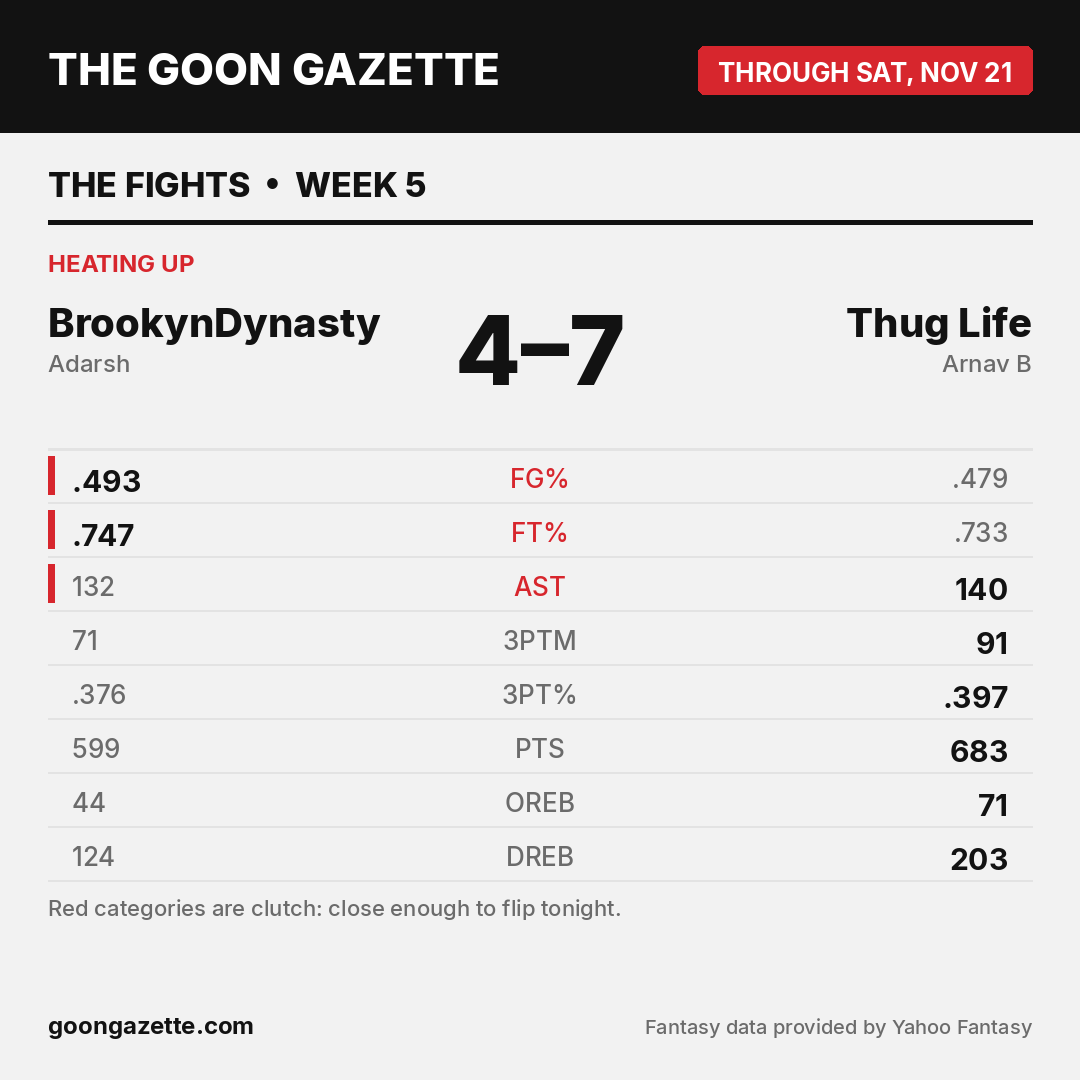 THE GOON GAZETTE
THROUGH SAT, NOV 21
THE FIGHTS • WEEK 5
HEATING UP
BrookynDynasty 4–7 Thug Life
Adarsh Arnav B
.493 FG% .479
.747 FT% .733
132 AST 140
71 3PTM 91
.376 3PT% .397
599 PTS 683
44 OREB 71
124 DREB 203
Red categories are clutch: close enough to flip tonight.
goongazette.com Fantasy data provided by Yahoo Fantasy